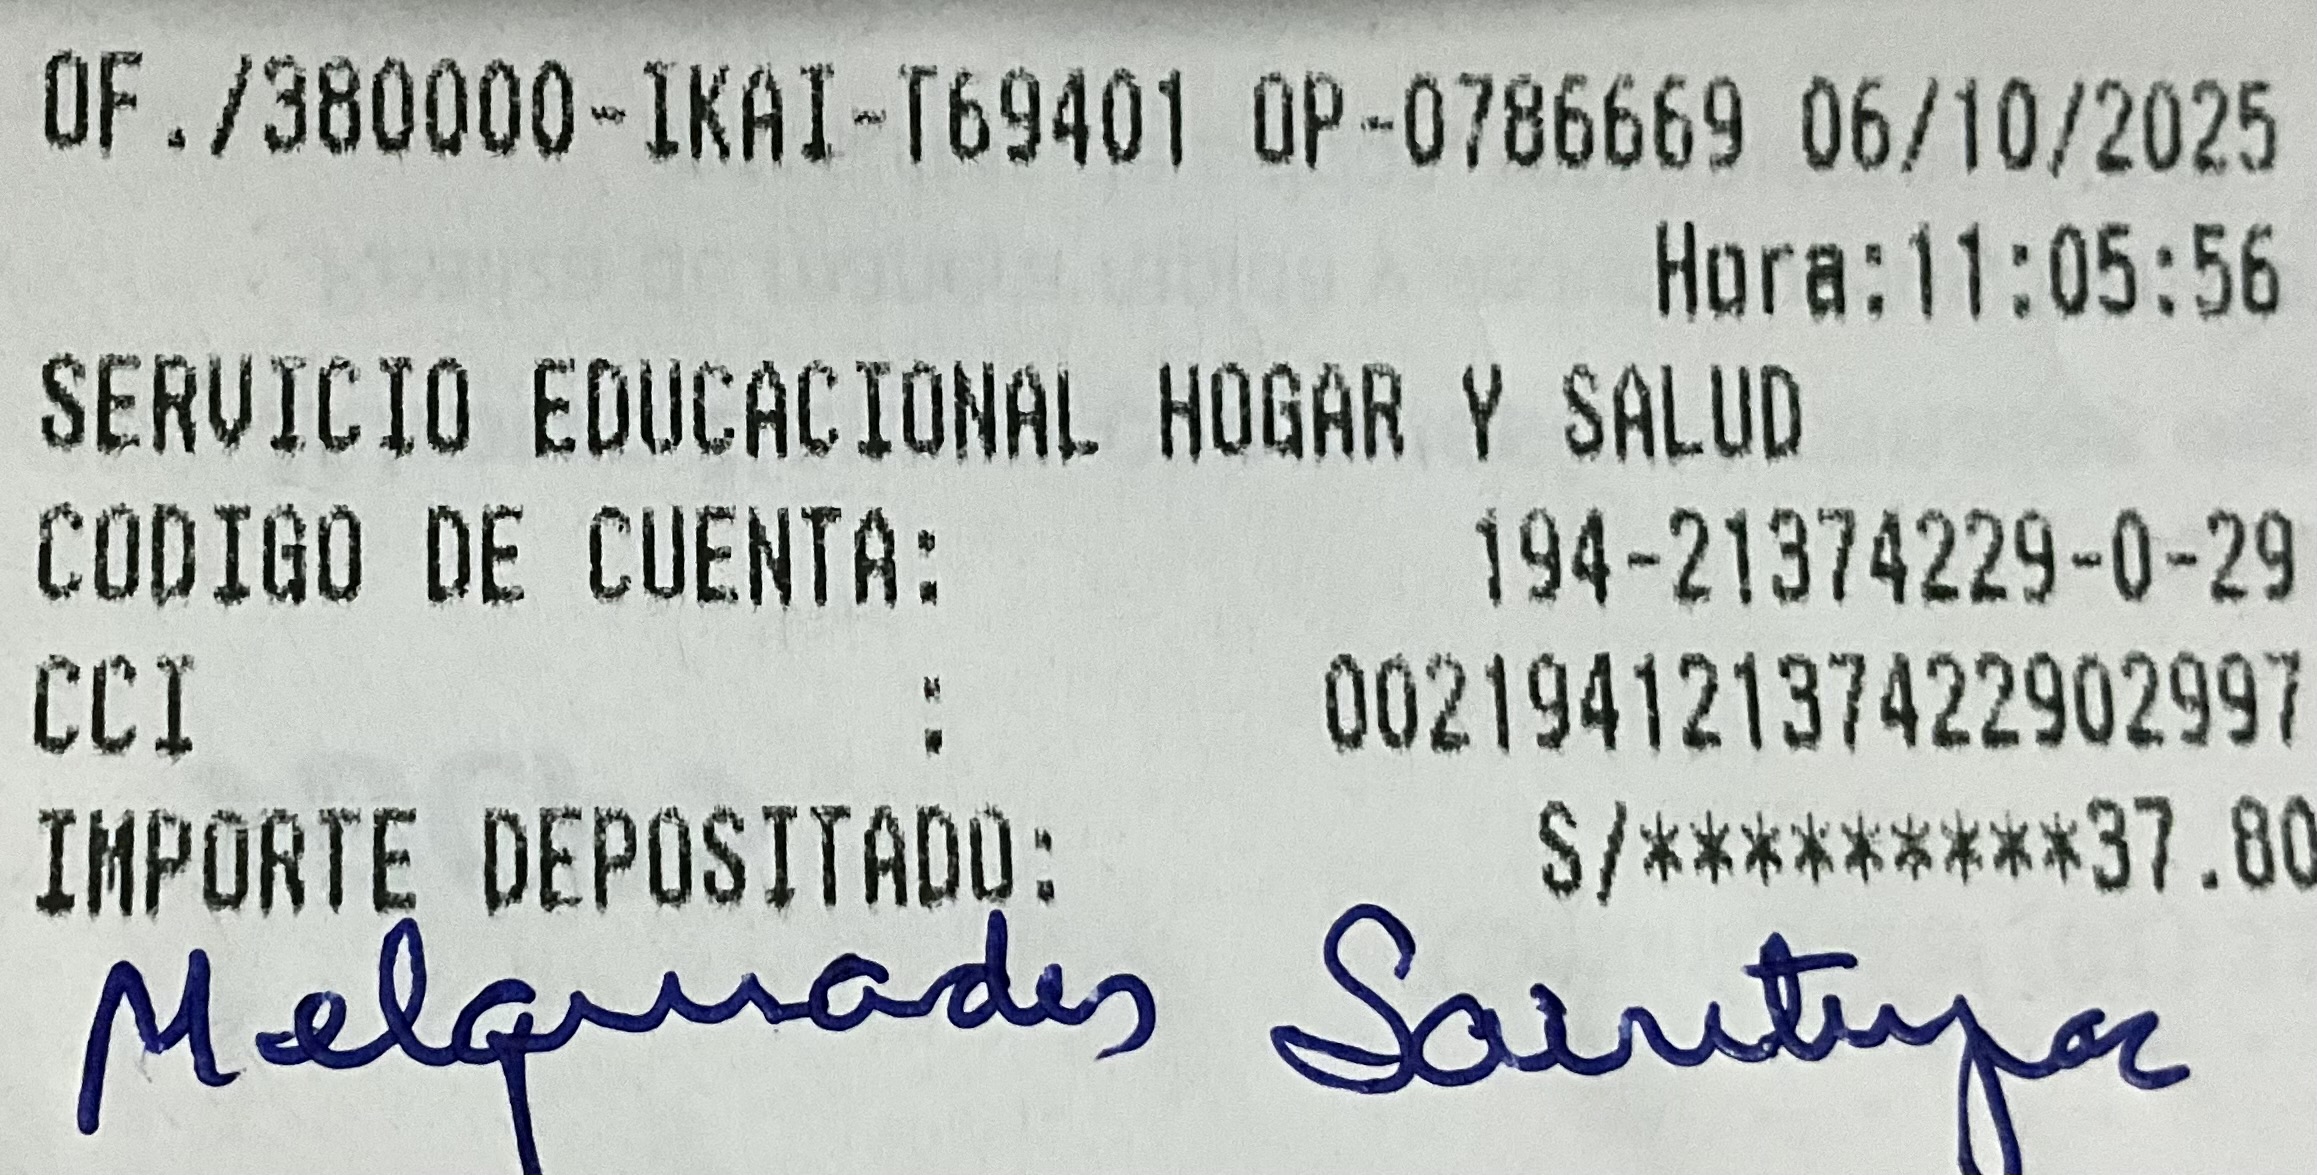 OF./380000-IKAI-T69401 OP-0786669 06/10/2025
Hora:11:05:56
SERVICIO EDUCACIONAL HOGAR Y SALUD
CODIGO DE CUENTA: 194-21374229-0-29
CCI : 00219412137422902997
IMPORTE DEPOSITADO: S/*********37.80
Melquiades